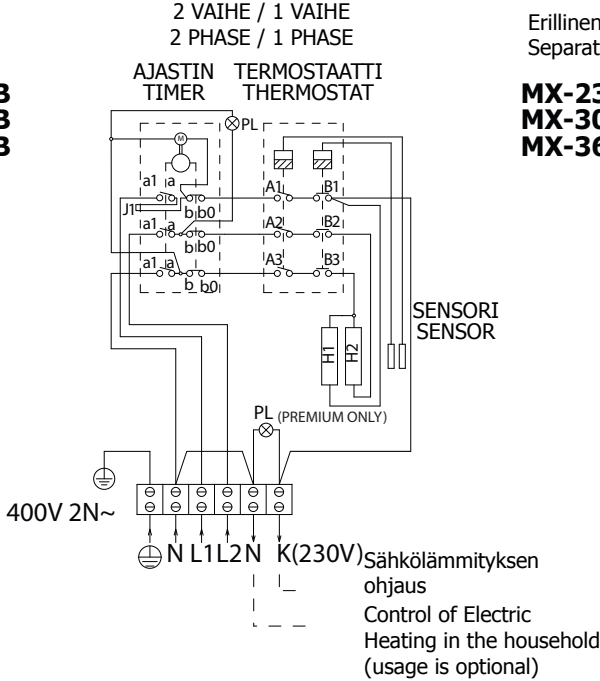 2 VAIHE / 1 VAIHE
2 PHASE / 1 PHASE
Erillinen
Separat
AJASTIN TERMOSTAATTI
TIMER THERMOSTAT
B
B
B
MX-23
MX-30
MX-36
PL
M
a1 a
A1 B1
J1
b b0
a1 a
A2 B2
b b0
a1 a
A3 B3
b b0
SENSORI
SENSOR
H1 H2
PL (PREMIUM ONLY)
400V 2N~
N L1 L2 N K(230V)
Sähkölämmityksen
ohjaus
Control of Electric
Heating in the household
(usage is optional)